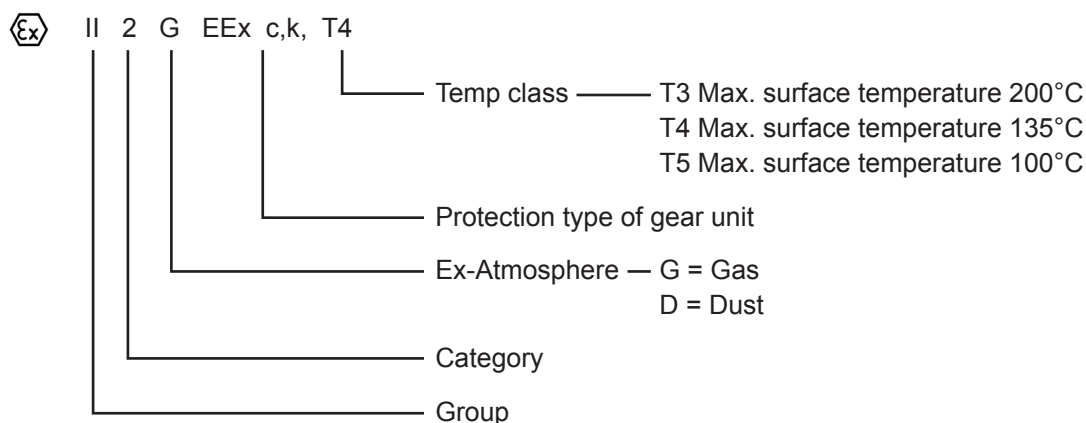 Ex II 2 G EEx c,k, T4
Temp class T3 Max. surface temperature 200°C
T4 Max. surface temperature 135°C
T5 Max. surface temperature 100°C
Protection type of gear unit
Ex-Atmosphere G = Gas
D = Dust
Category
Group